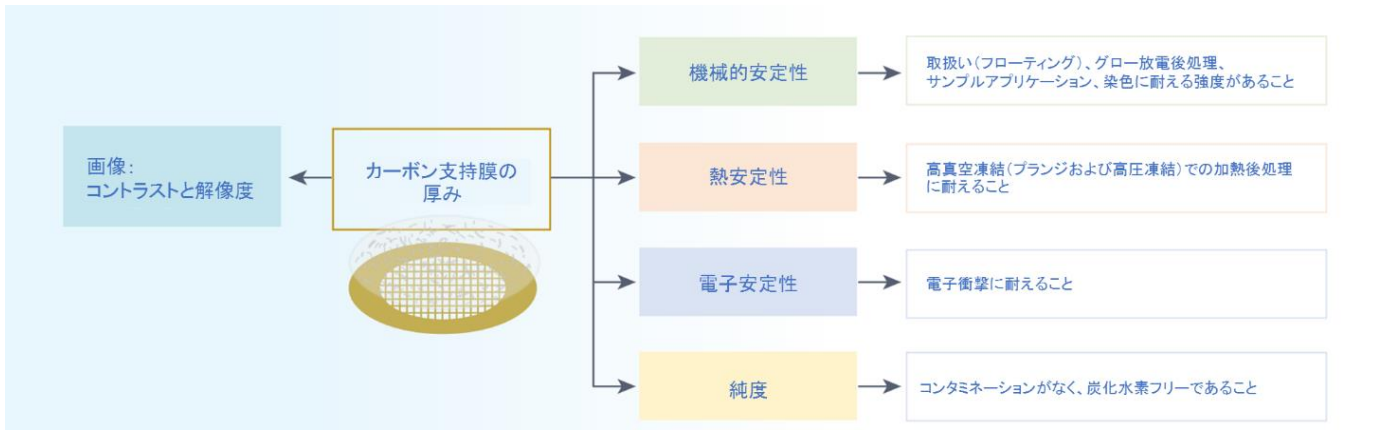 画像：
コントラストと解像度
カーボン支持膜の
厚み
機械的安定性
取扱い（フローティング）、グロー放電後処理、
サンプルアプリケーション、染色に耐える強度があること
熱安定性
高真空凍結（プランジおよび高圧凍結）での加熱後処理
に耐えること
電子安定性
電子衝撃に耐えること
純度
コンタミネーションがなく、炭化水素フリーであること